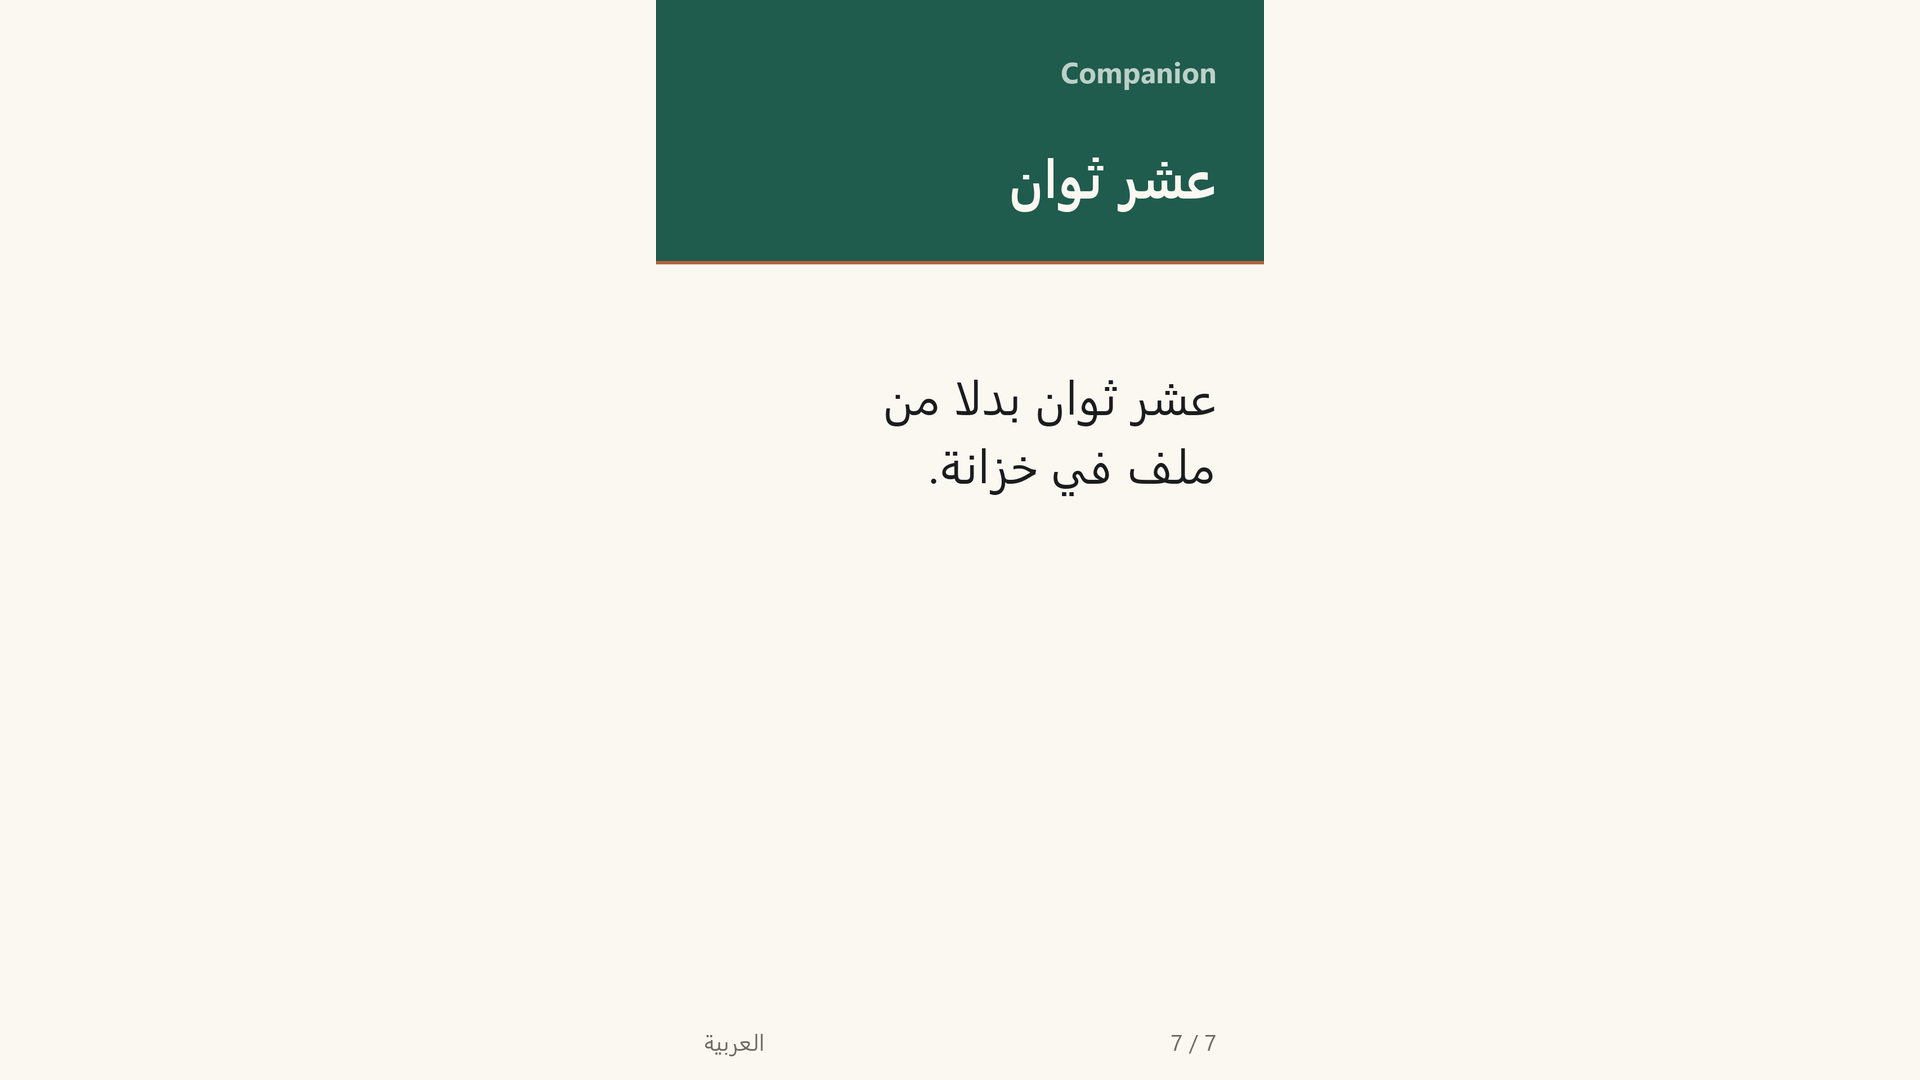 Companion
عشر ثوان
عشر ثوان بدلا من
ملف في خزانة.
7 / 7
العربية